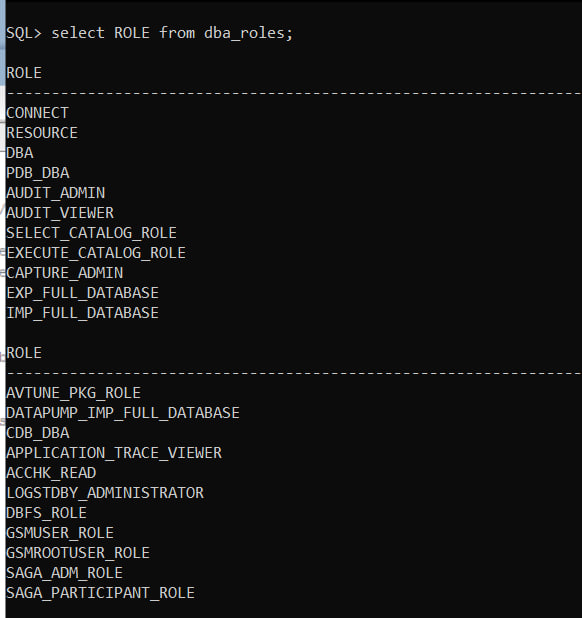 SQL> select ROLE from dba_roles;
ROLE
--------------------------------------------------------------------------------
CONNECT
RESOURCE
DBA
PDB_DBA
AUDIT_ADMIN
AUDIT_VIEWER
SELECT_CATALOG_ROLE
EXECUTE_CATALOG_ROLE
CAPTURE_ADMIN
EXP_FULL_DATABASE
IMP_FULL_DATABASE
ROLE
--------------------------------------------------------------------------------
AVTUNE_PKG_ROLE
DATAPUMP_IMP_FULL_DATABASE
CDB_DBA
APPLICATION_TRACE_VIEWER
ACCHK_READ
LOGSTDBY_ADMINISTRATOR
DBFS_ROLE
GSMUSER_ROLE
GSMROOTUSER_ROLE
SAGA_ADM_ROLE
SAGA_PARTICIPANT_ROLE